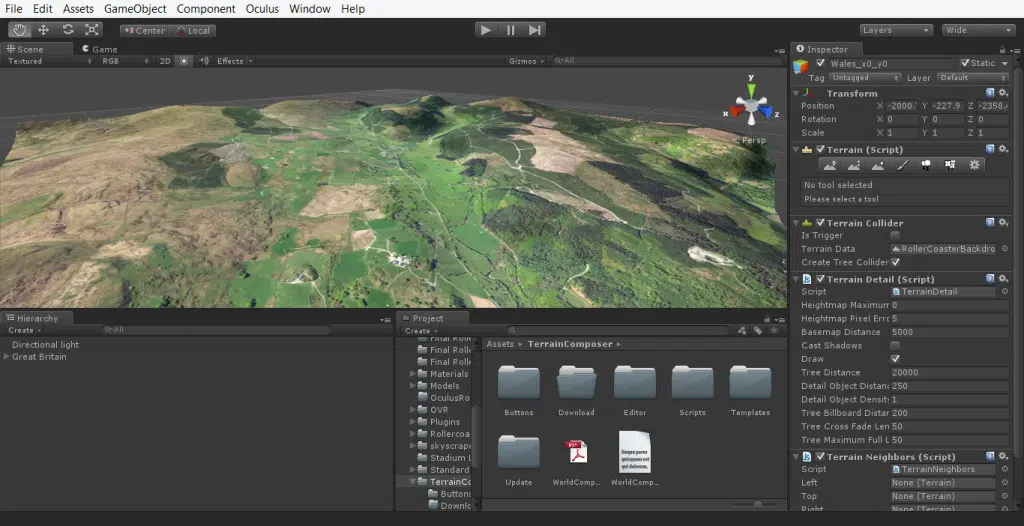 File Edit Assets GameObject Component Oculus Window Help
Center Local
Layers Wide
Scene Game
Textured RGB 2D Effects Gizmos All
y
x z
Persp
Inspector
Wales_x0_y0 Static
Tag Untagged Layer Default
Transform
Position X -2000. Y -227.9 Z -2358.
Rotation X 0 Y 0 Z 0
Scale X 1 Y 1 Z 1
Terrain (Script)
No tool selected
Please select a tool
Terrain Collider
Is Trigger
Terrain Data RollerCoasterBackdro
Create Tree Collider
Terrain Detail (Script)
Script TerrainDetail
Heightmap Maximum 0
Heightmap Pixel Erro 5
Basemap Distance 5000
Cast Shadows
Draw
Tree Distance 20000
Detail Object Distan 250
Detail Object Densit 1
Tree Billboard Distar 200
Tree Cross Fade Len 50
Tree Maximum Full L 50
Terrain Neighbors (Script)
Script TerrainNeighbors
Left None (Terrain)
Top None (Terrain)
Right None (Terrain)
Hierarchy
Create All
Directional light
Great Britain
Project
Create
Final Rolle
Final Rolle
Final Rolle
Materials
Models
OculusRo
OVR
Plugins
Rollercoa
skyscrape
Stadium L
Standard
TerrainCo
Buttons
Downlo
Assets TerrainComposer
Buttons Download Editor Scripts Templates
Update WorldComp... WorldComp...